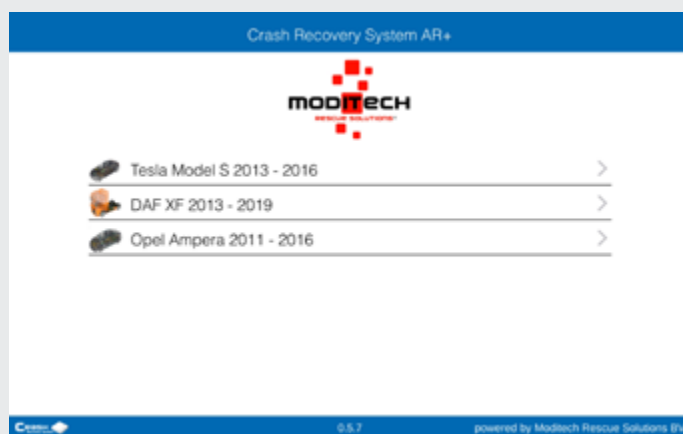 Crash Recovery System AR+
MODITECH
RESCUE SOLUTIONS
Tesla Model S 2013 - 2016
DAF XF 2013 - 2019
Opel Ampera 2011 - 2016
0.5.7
powered by Moditech Rescue Solutions BV